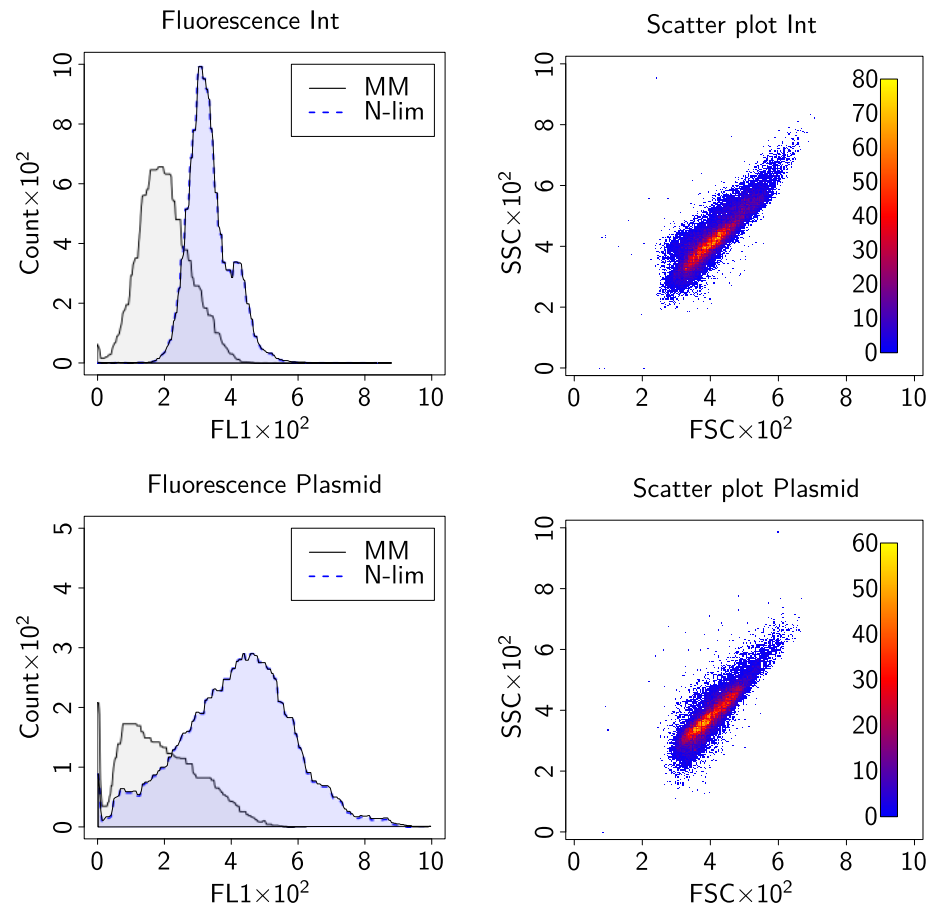 Fluorescence Int
Count×10²
10
8
6
4
2
0
MM
N-lim
0 2 4 6 8 10
FL1×10²
Scatter plot Int
SSC×10²
10
8
6
4
2
0
80
70
60
50
40
30
20
10
0
0 2 4 6 8 10
FSC×10²
Fluorescence Plasmid
Count×10²
5
4
3
2
1
0
MM
N-lim
0 2 4 6 8 10
FL1×10²
Scatter plot Plasmid
SSC×10²
10
8
6
4
2
0
60
50
40
30
20
10
0
0 2 4 6 8 10
FSC×10²